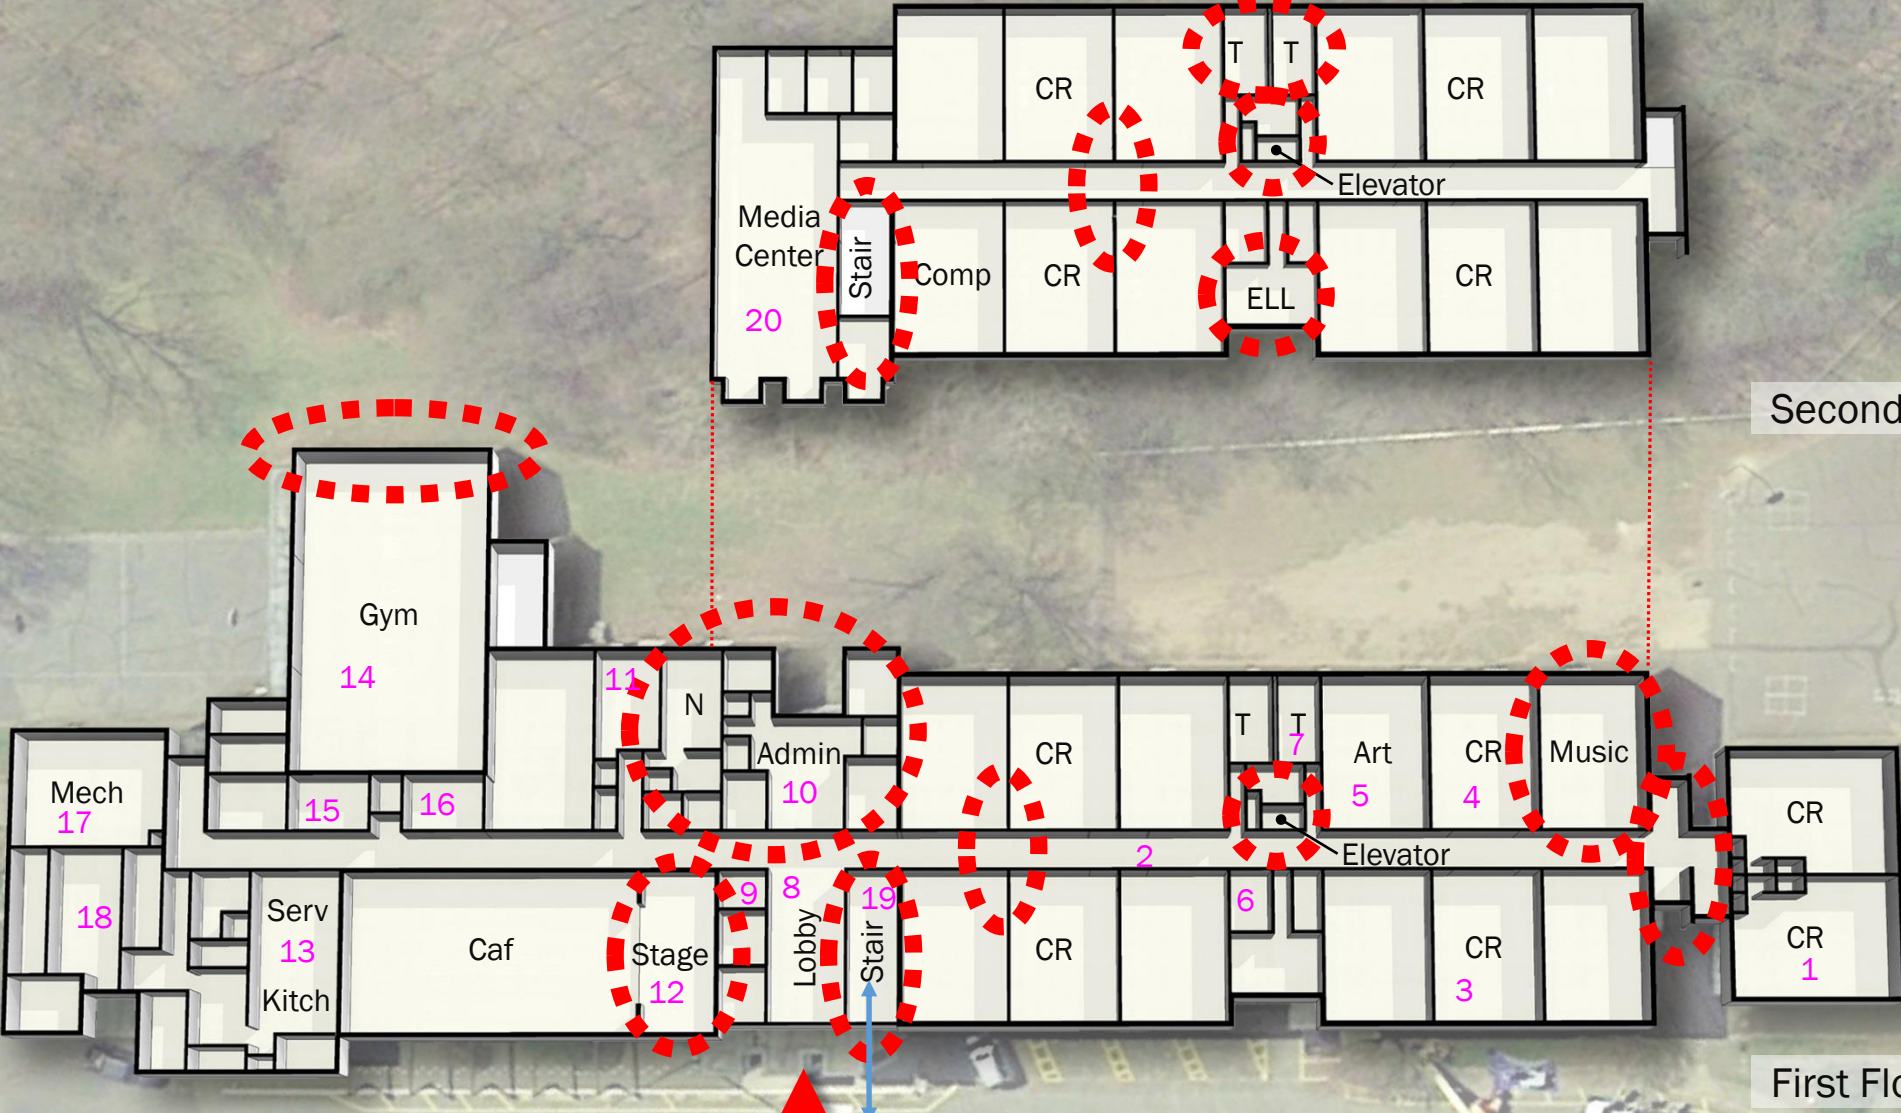 T
T
CR
CR
Elevator
Media
Center
Stair
Comp
CR
ELL
CR
20
Second
Gym
14
11
N
Admin
10
CR
T
T
7
Art
5
CR
4
Music
Mech
17
15
16
CR
Elevator
2
18
Serv
13
Kitch
Caf
Stage
12
9
8
Lobby
19
Stair
CR
6
CR
3
CR
1
First Flo